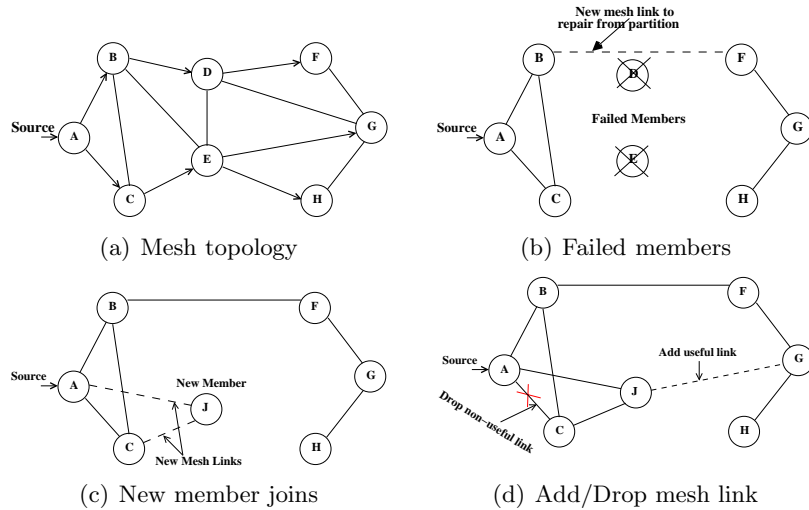 B
D
F
Source
A
G
E
C
H
(a) Mesh topology
New mesh link to
repair from partition
B
D
F
Source
A
Failed Members
G
E
C
H
(b) Failed members
B
F
Source
A
New Member
G
J
C
New Mesh Links
H
(c) New member joins
B
F
Source
A
Add useful link
G
J
Drop non-useful link
C
H
(d) Add/Drop mesh link